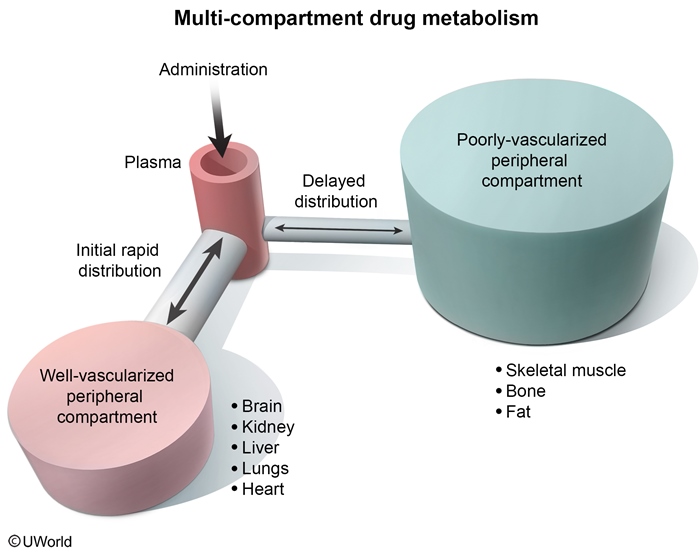 Multi-compartment drug metabolism
Administration
Plasma
Delayed
distribution
Poorly-vascularized
peripheral
compartment
Initial rapid
distribution
Well-vascularized
peripheral
compartment
• Brain
• Kidney
• Liver
• Lungs
• Heart
• Skeletal muscle
• Bone
• Fat
©UWorld